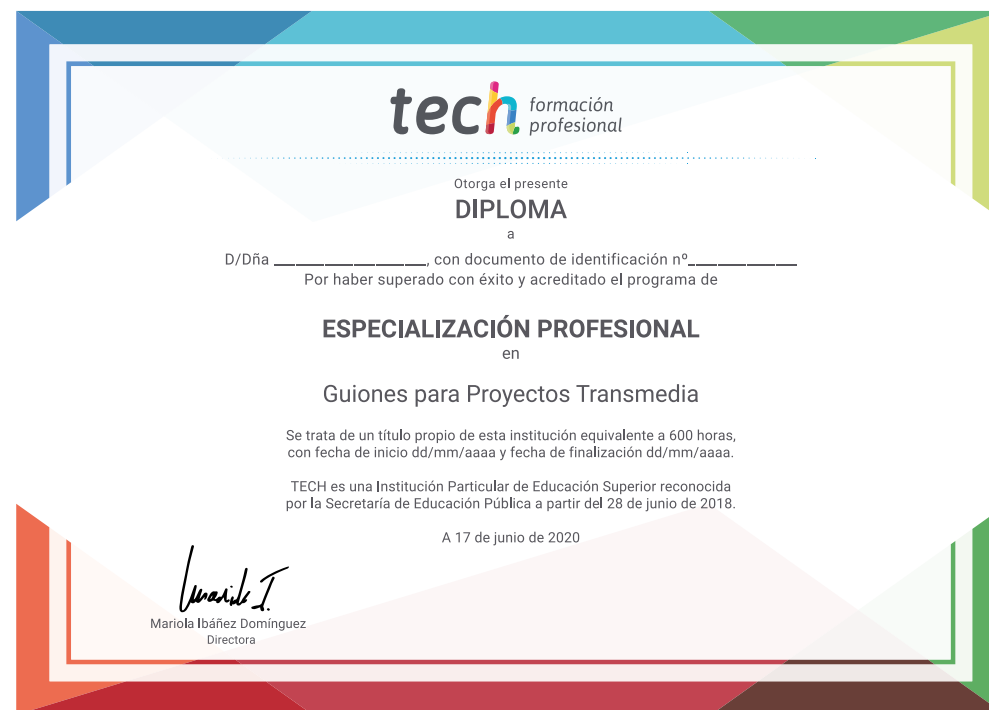 tech formación
profesional
Otorga el presente
DIPLOMA
a
D/Dña ______________, con documento de identificación nº__________
Por haber superado con éxito y acreditado el programa de
ESPECIALIZACIÓN PROFESIONAL
en
Guiones para Proyectos Transmedia
Se trata de un título propio de esta institución equivalente a 600 horas,
con fecha de inicio dd/mm/aaaa y fecha de finalización dd/mm/aaaa.
TECH es una Institución Particular de Educación Superior reconocida
por la Secretaría de Educación Pública a partir del 28 de junio de 2018.
A 17 de junio de 2020
Mariola Ibáñez Domínguez
Directora